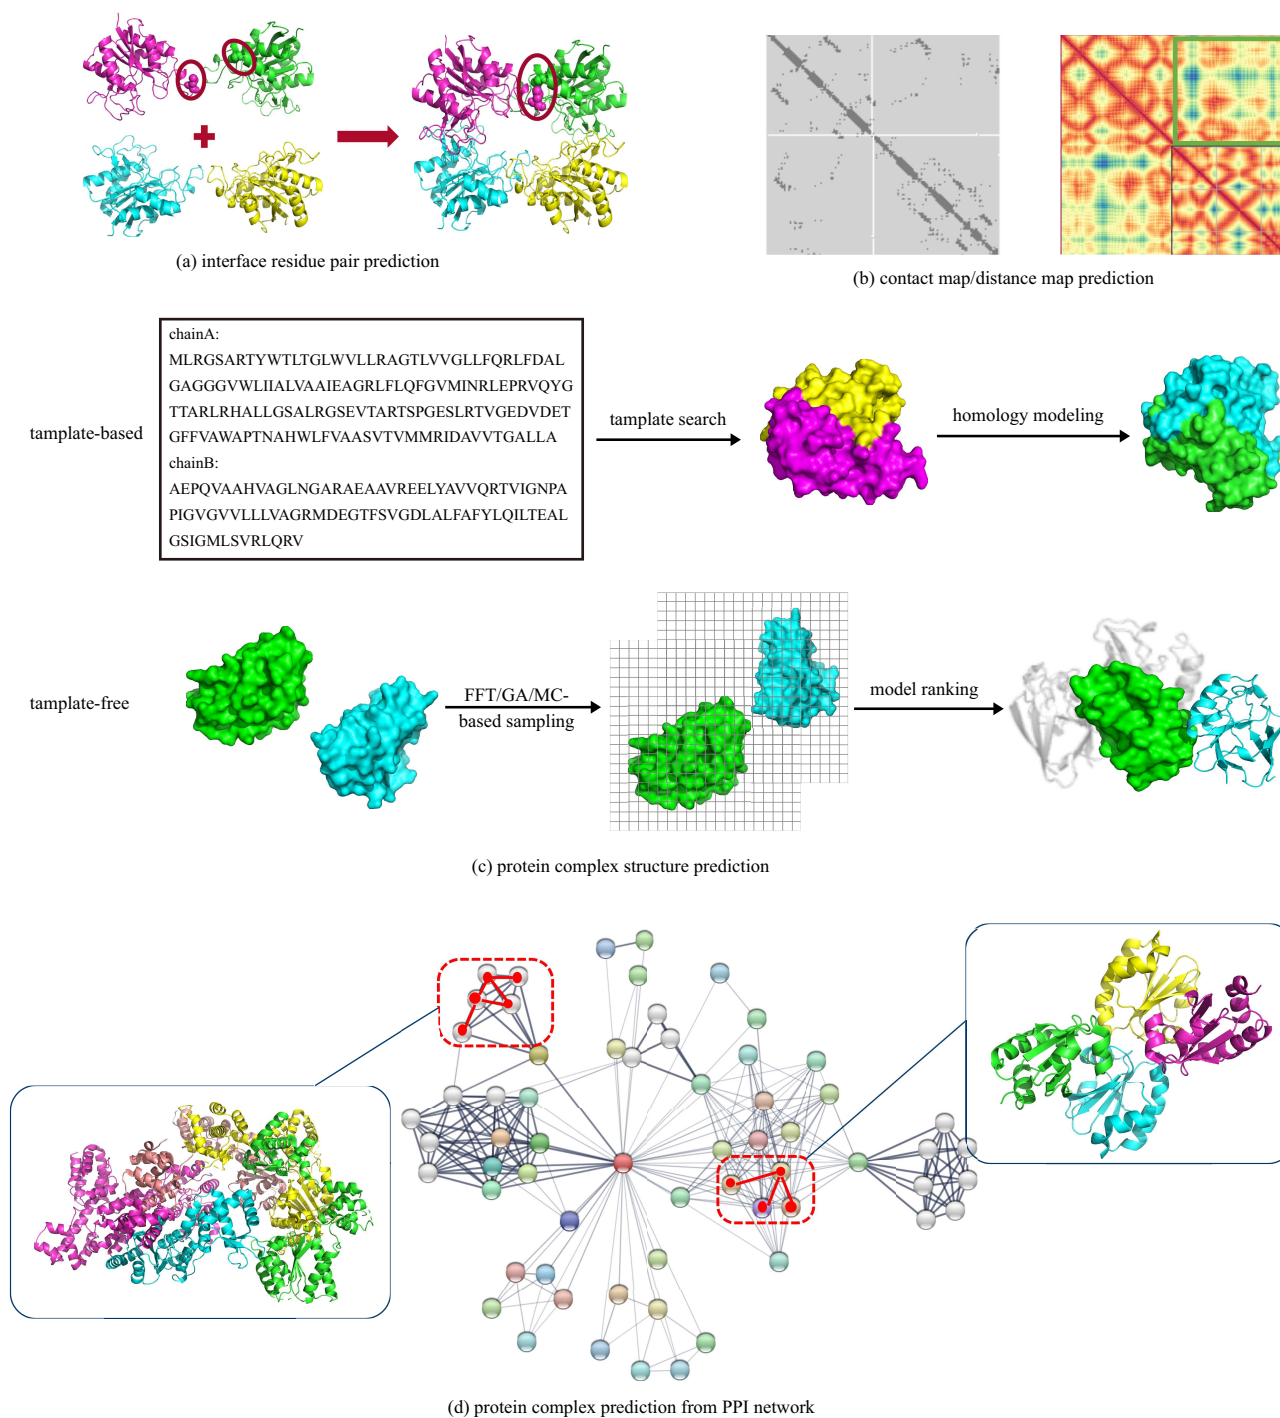 (a) interface residue pair prediction
(b) contact map/distance map prediction
tamplate-based
chainA:
MLRGSARTYWTLTGLWVLLRAGTLVVGLLFQRLFDAL
GAGGGVWLIIALVAAIEAGRLFLQFGVMINRLEPRVQYG
TTARLRHALLGSALRGSEVTARTSPGESLRTVGEDVDET
GFFVAWAPTNAHWLFVAASVTVMMRIDAVVTGALLA
chainB:
AEPQVAAHVAGLNGARAEAAVREELYAVVQRTVIGNPA
PIGVGVVLLLVAGRMDEGTFSVGDLALFAFYLQILTEAL
GSIGMLSVRLQRV
tamplate search
homology modeling
tamplate-free
FFT/GA/MC-
based sampling
model ranking
(c) protein complex structure prediction
(d) protein complex prediction from PPI network